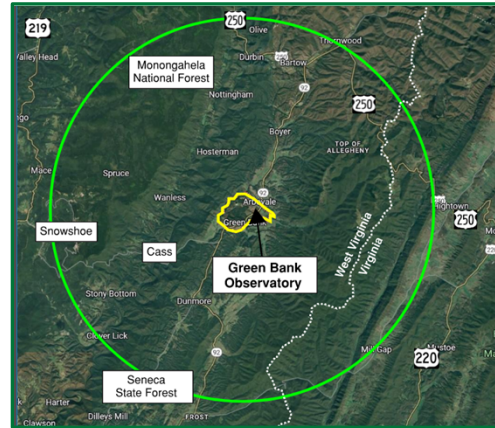 250
Olive
219
Thornwood
Valley Head
Durbin
Monongahela
National Forest
Bartow
92
250
Nottingham
Boyer
TOP OF
ALLEGHENY
Hosterman
Mace
Spruce
Wanless
92
Arbovale
Hightown
Green
250
Snowshoe
Cass
West Virginia
Virginia
220
Green Bank
Observatory
Stony Bottom
Dunmore
Clover Lick
92
Mill Gap
Mustoe
220
Seneca
State Forest
Harter
Dilleys Mill
FROST
Clawson